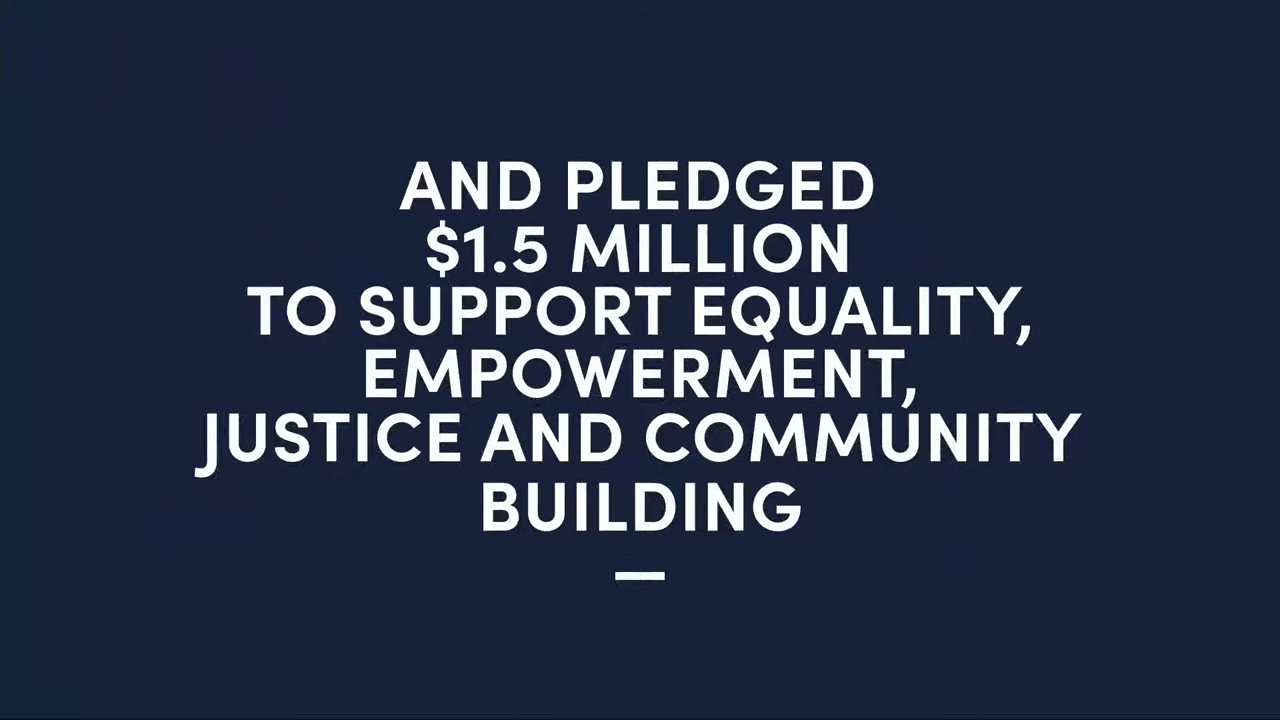 AND PLEDGED
$1.5 MILLION
TO SUPPORT EQUALITY,
EMPOWERMENT,
JUSTICE AND COMMUNITY
BUILDING